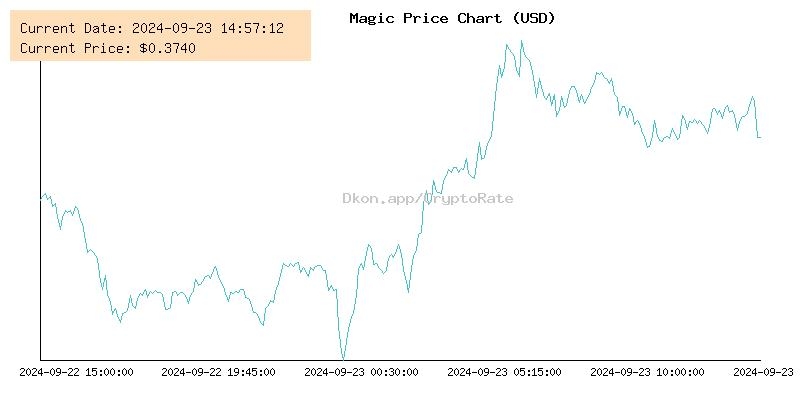 Magic Price Chart (USD)
Current Date: 2024-09-23 14:57:12
Current Price: $0.3740
Dkon.app/CryptoRate
2024-09-22 15:00:00 2024-09-22 19:45:00 2024-09-23 00:30:00 2024-09-23 05:15:00 2024-09-23 10:00:00 2024-09-23